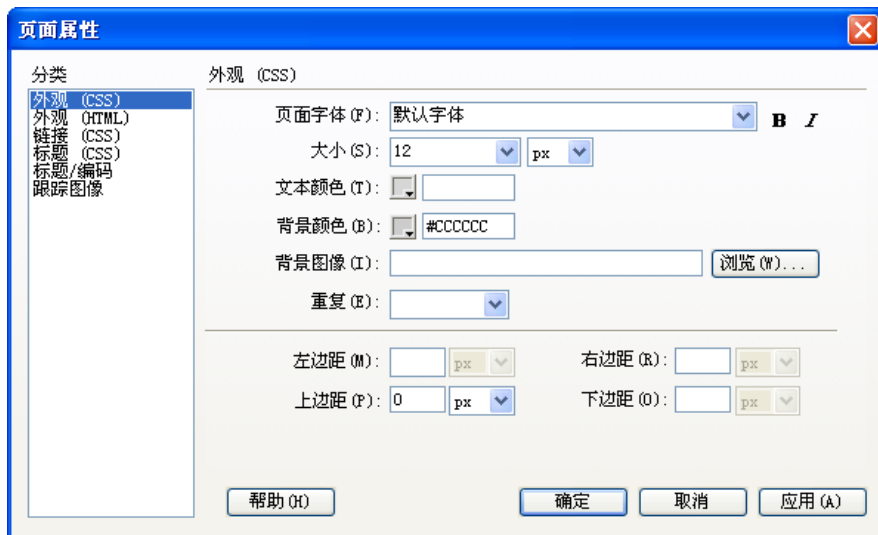 页面属性
分类
外观 (CSS)
外观 (CSS)
外观 (HTML)
链接 (CSS)
标题 (CSS)
标题/编码
跟踪图像
页面字体(F): 默认字体 B I
大小(S): 12 px
文本颜色(T):
背景颜色(B): #CCCCCC
背景图像(I): 浏览(W)...
重复(E):
左边距(M): px 右边距(R): px
上边距(P): 0 px 下边距(O): px
帮助(H) 确定 取消 应用(A)